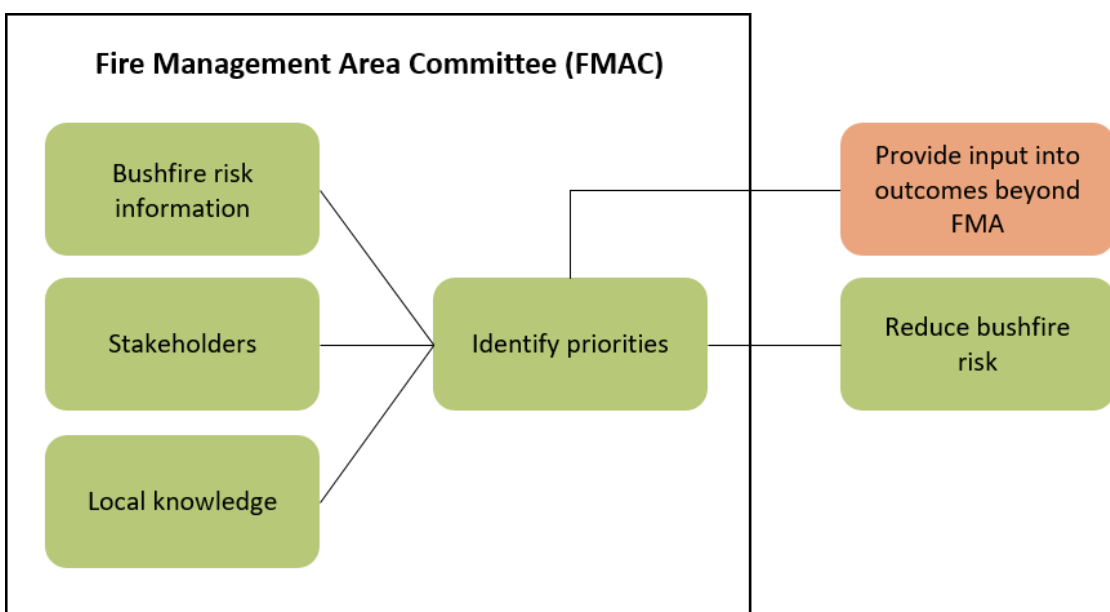 Fire Management Area Committee (FMAC)
Bushfire risk
information
Stakeholders
Local knowledge
Identify priorities
Provide input into
outcomes beyond
FMA
Reduce bushfire
risk